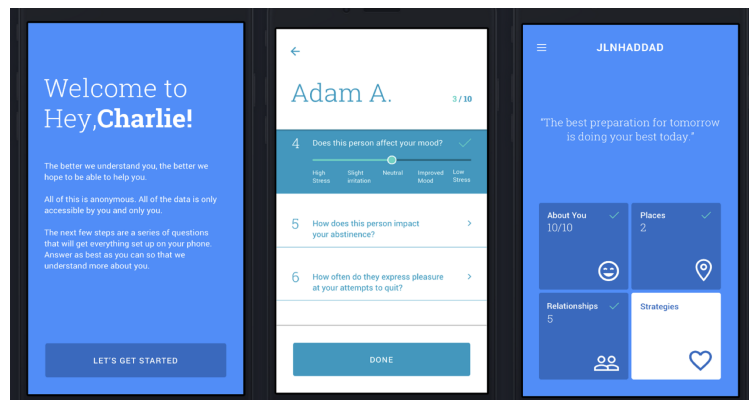 Welcome to
Hey,Charlie!
The better we understand you, the better we
hope to be able to help you.
All of this is anonymous. All of the data is only
accessible by you and only you.
The next few steps are a series of questions
that will get everything set up on your phone.
Answer as best as you can so that we
understand more about you.
LET'S GET STARTED
Adam A.
3 / 10
4 Does this person affect your mood?
High Stress
Slight irritation
Neutral
Improved Mood
Low Stress
5 How does this person impact
your abstinence?
6 How often do they express pleasure
at your attempts to quit?
DONE
JLNHADDAD
"The best preparation for tomorrow
is doing your best today."
About You
10/10
Places
2
Relationships
5
Strategies